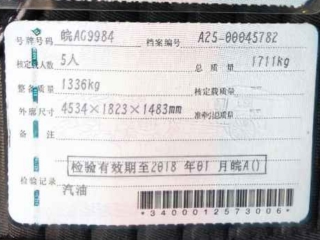 号牌号码 皖AG9984 档案编号 A25-00045782
核定载人数 5人 总质量 1711kg
整备质量 1336kg 核定载质量
外廓尺寸 4534×1823×1483mm 准牵引总质量
备注
检验有效期至2018 年01 月皖A()
检验记录
汽油
*3400012573006*